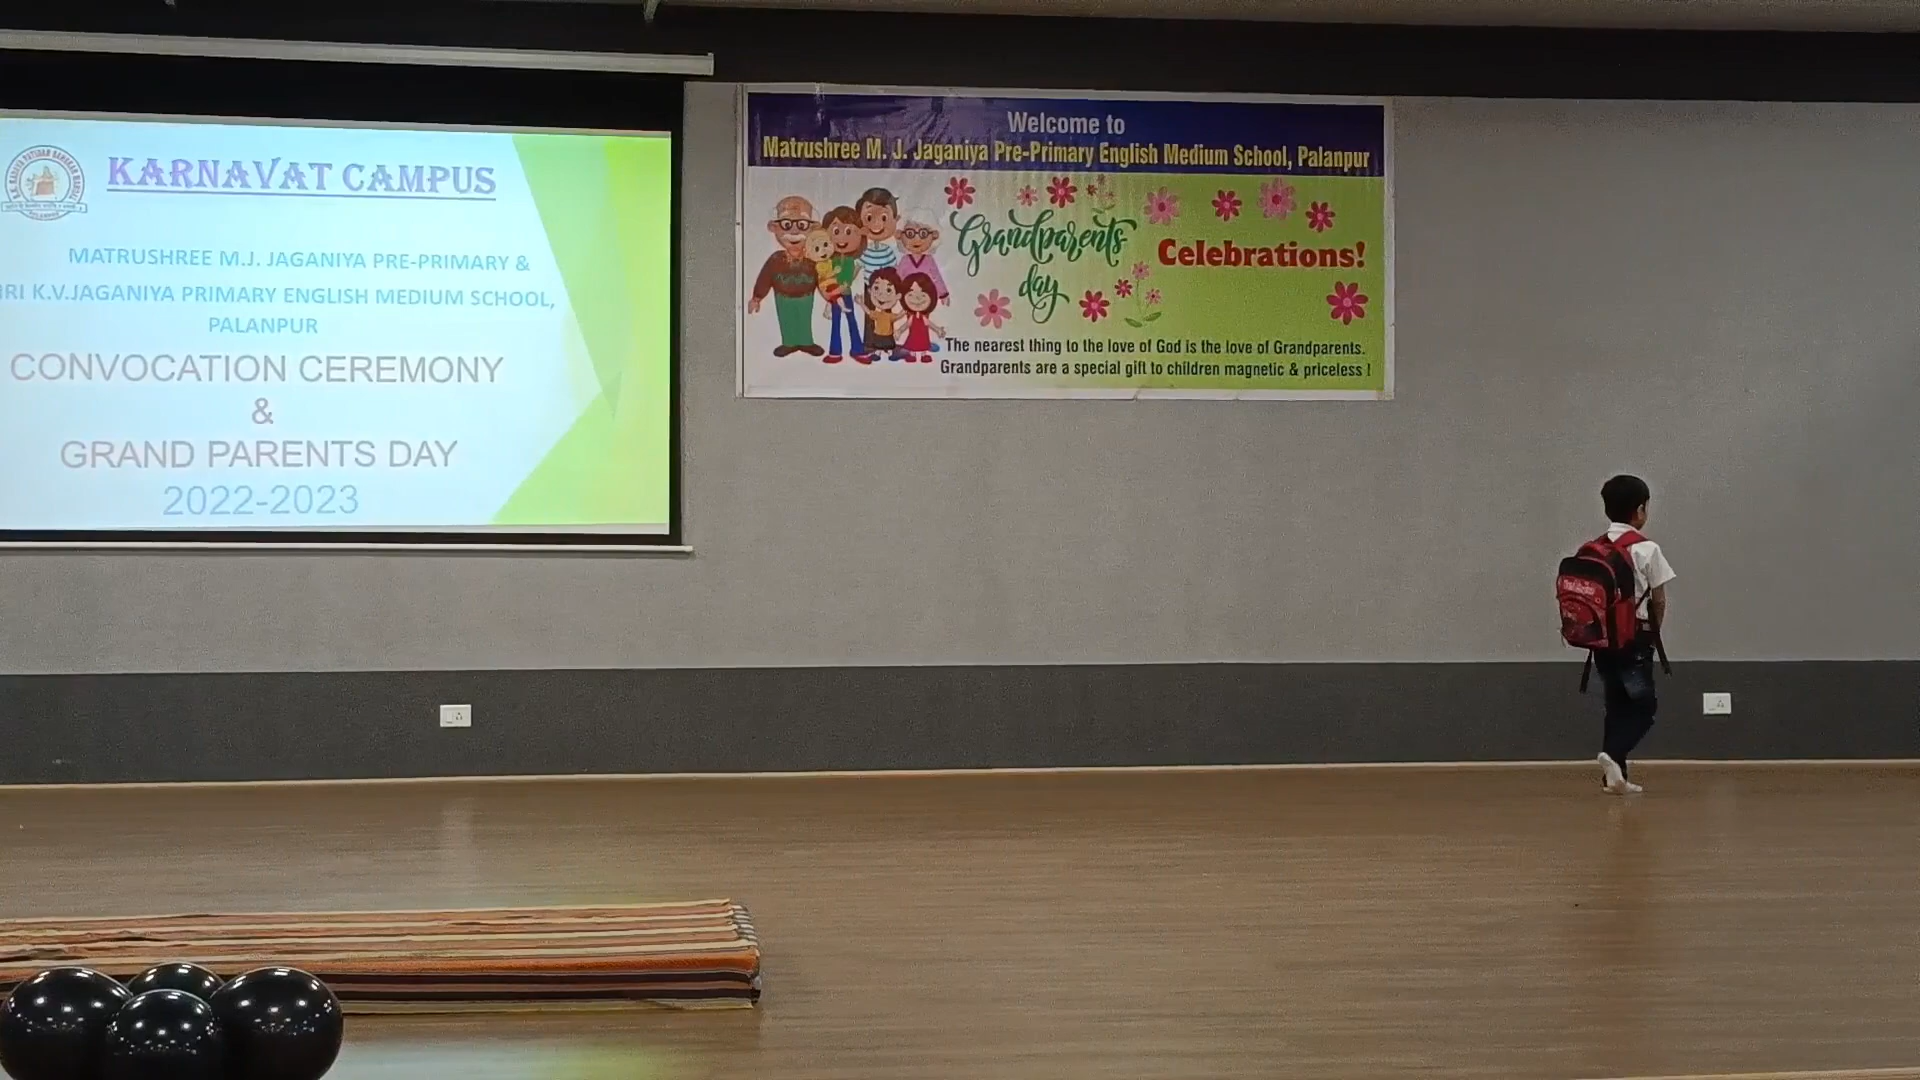 KARNAVAT CAMPUS
MATRUSHREE M.J. JAGANIYA PRE-PRIMARY &
K.V.JAGANIYA PRIMARY ENGLISH MEDIUM SCHOOL,
PALANPUR
CONVOCATION CEREMONY
&
GRAND PARENTS DAY
2022-2023
Welcome to
Matrushree M. J. Jaganiya Pre-Primary English Medium School, Palanpur
Grandparents
day
Celebrations!
The nearest thing to the love of God is the love of Grandparents.
Grandparents are a special gift to children magnetic & priceless !